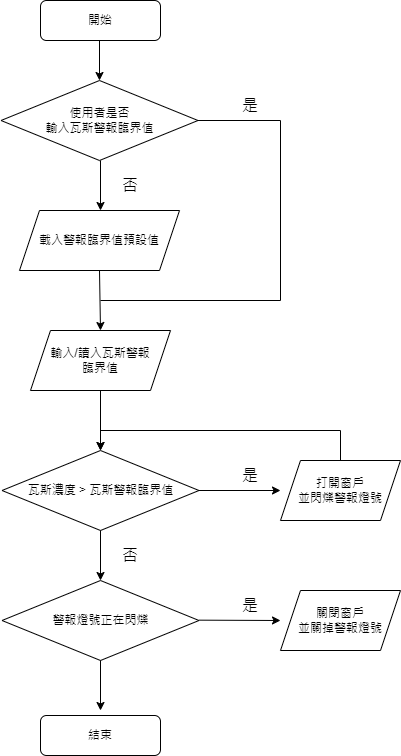 開始
使用者是否
輸入瓦斯警報臨界值
是
否
載入警報臨界值預設值
輸入/讀入瓦斯警報
臨界值
瓦斯濃度 > 瓦斯警報臨界值
是
打開窗戶
並閃爍警報燈號
否
警報燈號正在閃爍
是
關閉窗戶
並關掉警報燈號
結束